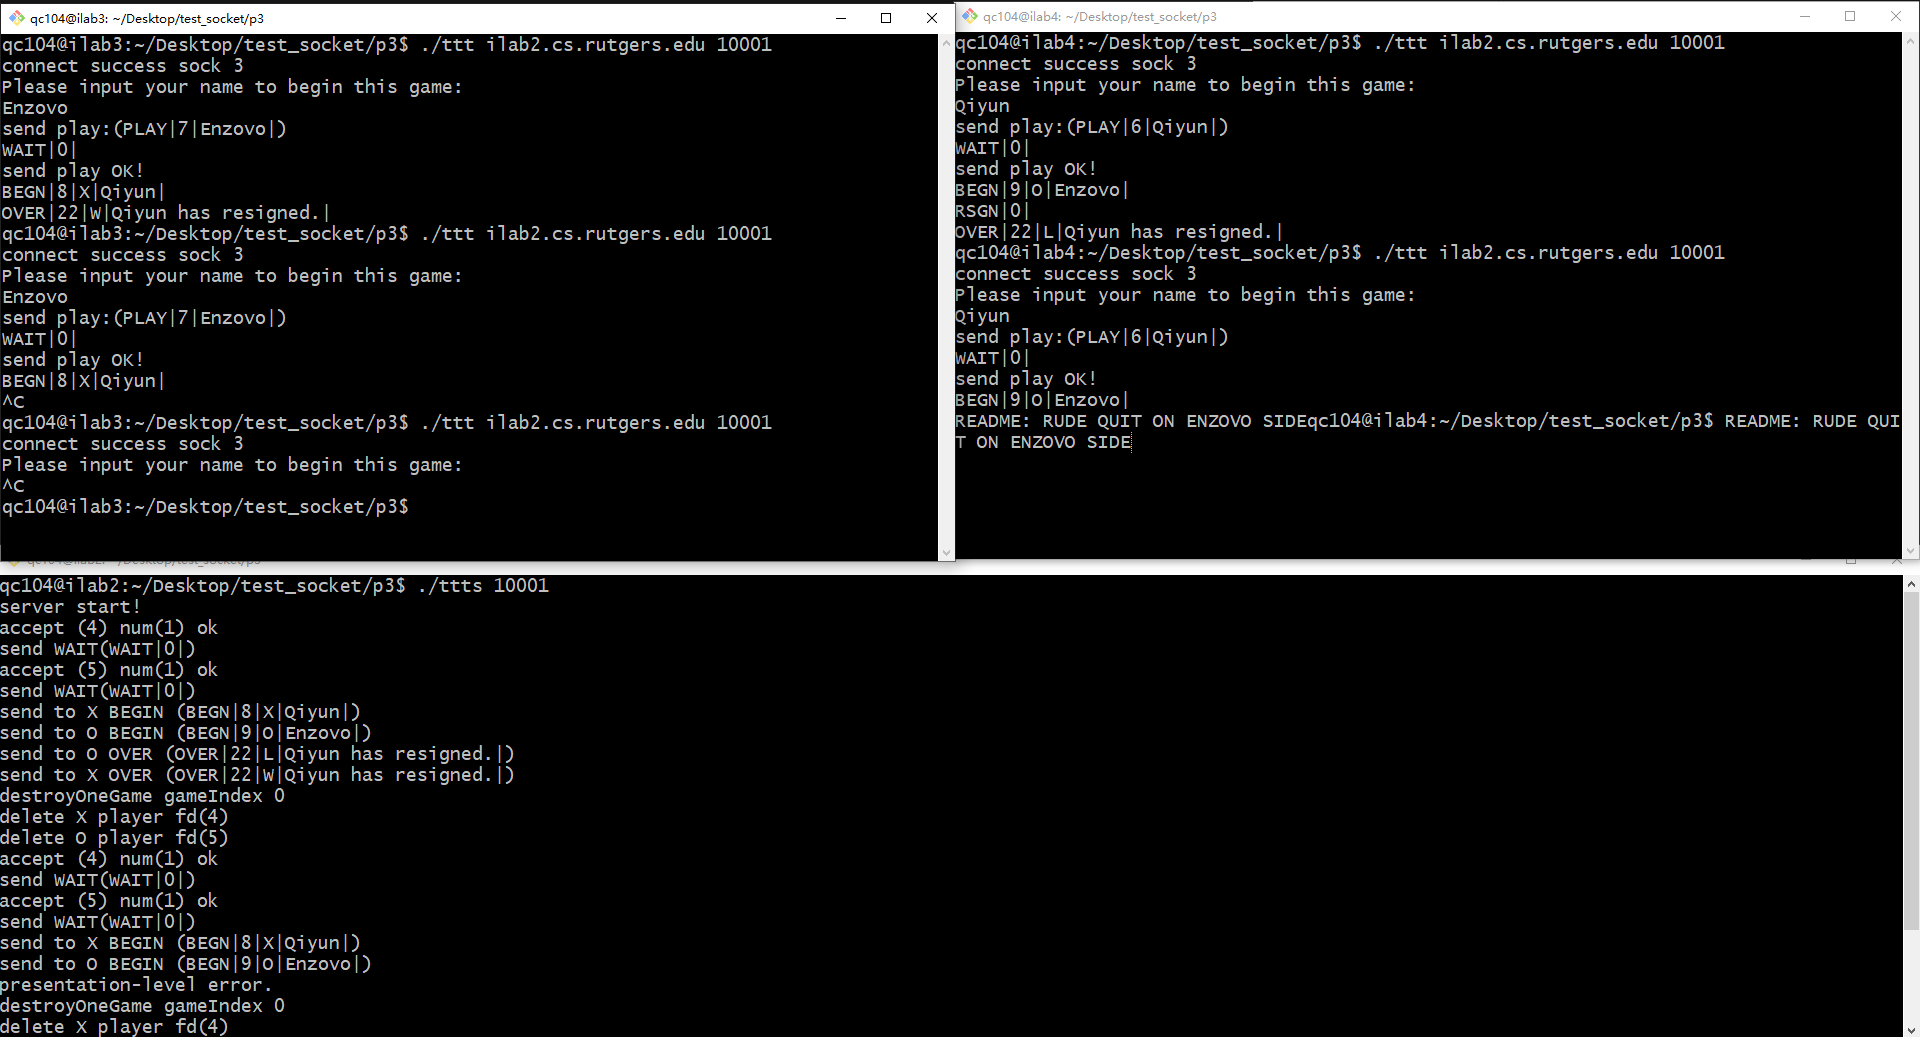 qc104@ilab3: ~/Desktop/test_socket/p3
qc104@ilab3:~/Desktop/test_socket/p3$ ./ttt ilab2.cs.rutgers.edu 10001
connect success sock 3
Please input your name to begin this game:
Enzovo
send play:(PLAY|7|Enzovo|)
WAIT|0|
send play OK!
BEGN|8|X|Qiyun|
OVER|22|W|Qiyun has resigned.|
qc104@ilab3:~/Desktop/test_socket/p3$ ./ttt ilab2.cs.rutgers.edu 10001
connect success sock 3
Please input your name to begin this game:
Enzovo
send play:(PLAY|7|Enzovo|)
WAIT|0|
send play OK!
BEGN|8|X|Qiyun|
^C
qc104@ilab3:~/Desktop/test_socket/p3$ ./ttt ilab2.cs.rutgers.edu 10001
connect success sock 3
Please input your name to begin this game:
^C
qc104@ilab3:~/Desktop/test_socket/p3$
qc104@ilab4: ~/Desktop/test_socket/p3
qc104@ilab4:~/Desktop/test_socket/p3$ ./ttt ilab2.cs.rutgers.edu 10001
connect success sock 3
Please input your name to begin this game:
Qiyun
send play:(PLAY|6|Qiyun|)
WAIT|0|
send play OK!
BEGN|9|O|Enzovo|
RSGN|0|
OVER|22|L|Qiyun has resigned.|
qc104@ilab4:~/Desktop/test_socket/p3$ ./ttt ilab2.cs.rutgers.edu 10001
connect success sock 3
Please input your name to begin this game:
Qiyun
send play:(PLAY|6|Qiyun|)
WAIT|0|
send play OK!
BEGN|9|O|Enzovo|
README: RUDE QUIT ON ENZOVO SIDEqc104@ilab4:~/Desktop/test_socket/p3$ README: RUDE QUI
T ON ENZOVO SIDE
qc104@ilab2: ~/Desktop/test_socket/p3
qc104@ilab2:~/Desktop/test_socket/p3$ ./ttts 10001
server start!
accept (4) num(1) ok
send WAIT(WAIT|0|)
accept (5) num(1) ok
send WAIT(WAIT|0|)
send to X BEGIN (BEGN|8|X|Qiyun|)
send to O BEGIN (BEGN|9|O|Enzovo|)
send to O OVER (OVER|22|L|Qiyun has resigned.|)
send to X OVER (OVER|22|W|Qiyun has resigned.|)
destroyOneGame gameIndex 0
delete X player fd(4)
delete O player fd(5)
accept (4) num(1) ok
send WAIT(WAIT|0|)
accept (5) num(1) ok
send WAIT(WAIT|0|)
send to X BEGIN (BEGN|8|X|Qiyun|)
send to O BEGIN (BEGN|9|O|Enzovo|)
presentation-level error.
destroyOneGame gameIndex 0
delete X player fd(4)